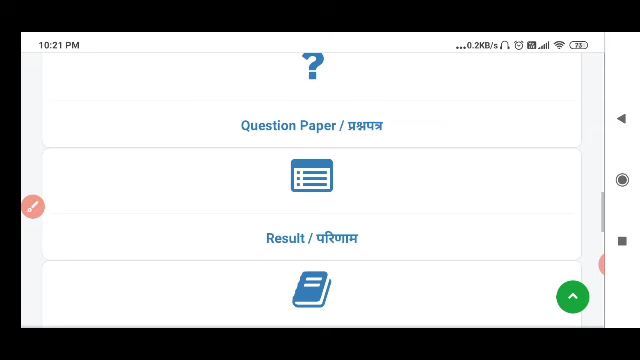 10:21 PM
...0.2KB/s
73
Question Paper / प्रश्नपत्र
Result / परिणाम